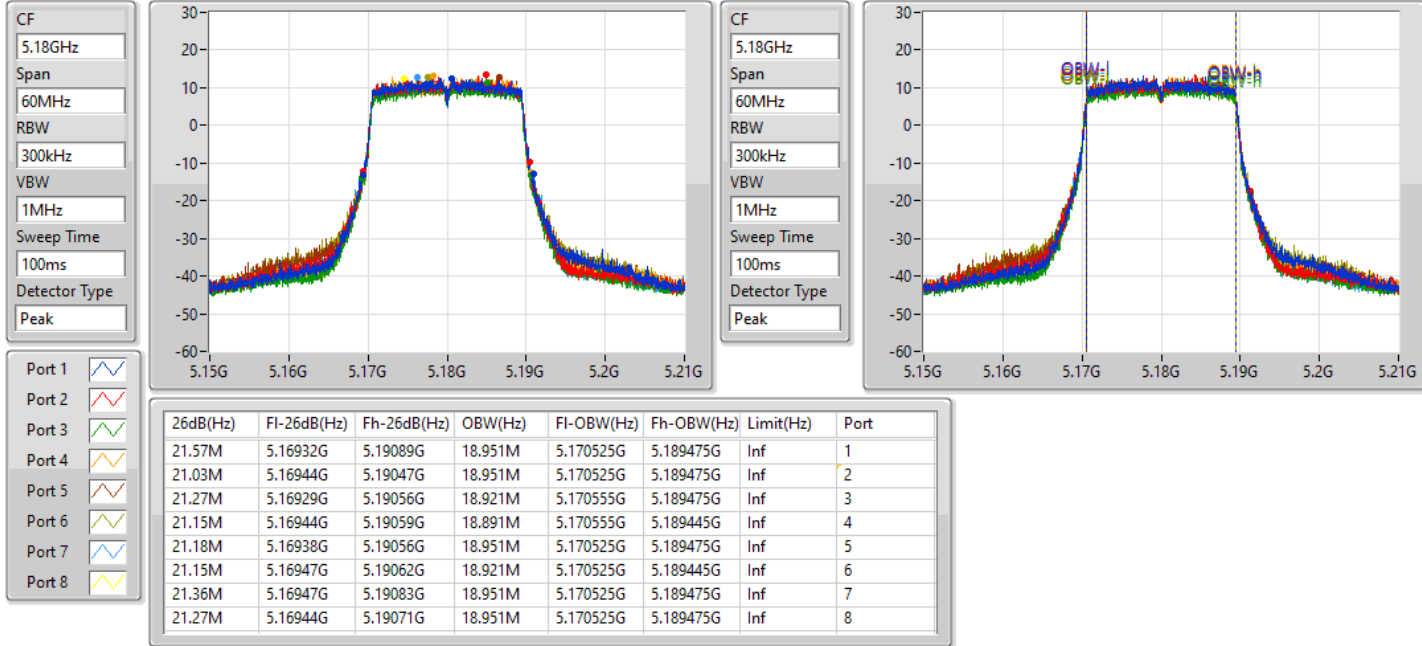 CF
5.18GHz
Span
60MHz
RBW
300kHz
VBW
1MHz
Sweep Time
100ms
Detector Type
Peak
30
20
10
0
-10
-20
-30
-40
-50
-60
5.15G 5.16G 5.17G 5.18G 5.19G 5.2G 5.21G
CF
5.18GHz
Span
60MHz
RBW
300kHz
VBW
1MHz
Sweep Time
100ms
Detector Type
Peak
30
20
10
0
-10
-20
-30
-40
-50
-60
OBW-l OBW-h
5.15G 5.16G 5.17G 5.18G 5.19G 5.2G 5.21G
Port 1
Port 2
Port 3
Port 4
Port 5
Port 6
Port 7
Port 8
26dB(Hz) Fl-26dB(Hz) Fh-26dB(Hz) OBW(Hz) Fl-OBW(Hz) Fh-OBW(Hz) Limit(Hz) Port
21.57M 5.16932G 5.19089G 18.951M 5.170525G 5.189475G Inf 1
21.03M 5.16944G 5.19047G 18.951M 5.170525G 5.189475G Inf 2
21.27M 5.16929G 5.19056G 18.921M 5.170555G 5.189475G Inf 3
21.15M 5.16944G 5.19059G 18.891M 5.170555G 5.189445G Inf 4
21.18M 5.16938G 5.19056G 18.951M 5.170525G 5.189475G Inf 5
21.15M 5.16947G 5.19062G 18.921M 5.170525G 5.189445G Inf 6
21.36M 5.16947G 5.19083G 18.951M 5.170525G 5.189475G Inf 7
21.27M 5.16944G 5.19071G 18.951M 5.170525G 5.189475G Inf 8